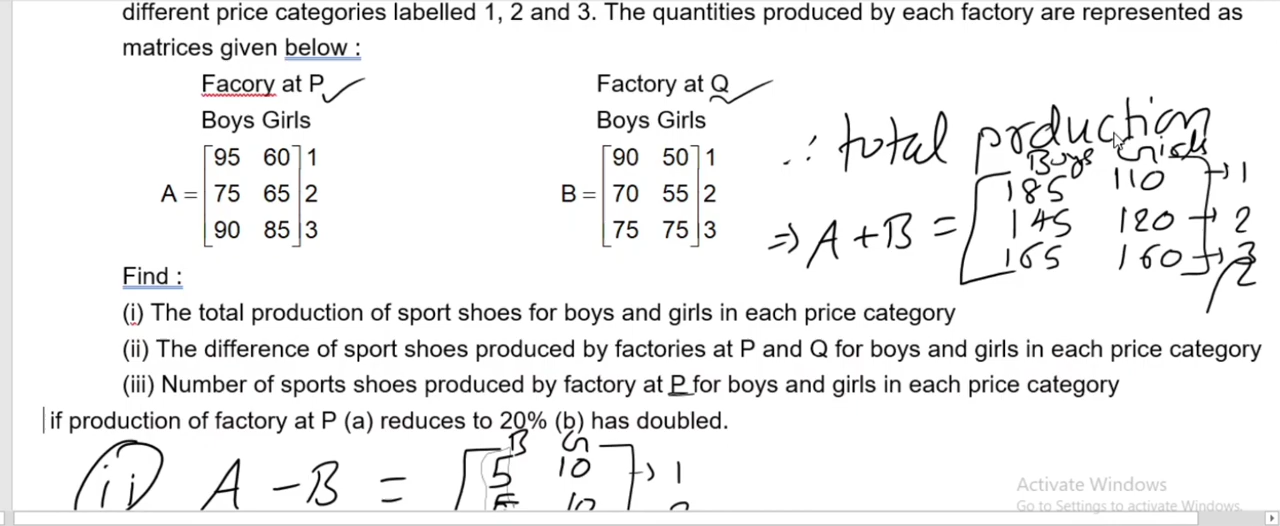 different price categories labelled 1, 2 and 3. The quantities produced by each factory are represented as
matrices given below :
Facory at P
Boys Girls
A = [95 60] 1
[75 65] 2
[90 85] 3
Factory at Q
Boys Girls
B = [90 50] 1
[70 55] 2
[75 75] 3
∴ total production
Boys Girls
⇒ A + B = [185 110] → 1
[145 120] → 2
[165 160] → 3
Find :
(i) The total production of sport shoes for boys and girls in each price category
(ii) The difference of sport shoes produced by factories at P and Q for boys and girls in each price category
(iii) Number of sports shoes produced by factory at P for boys and girls in each price category
if production of factory at P (a) reduces to 20% (b) has doubled.
B G
(ii) A - B = [5 10] → 1
5 10
Activate Windows
Go to Settings to activate Windows.